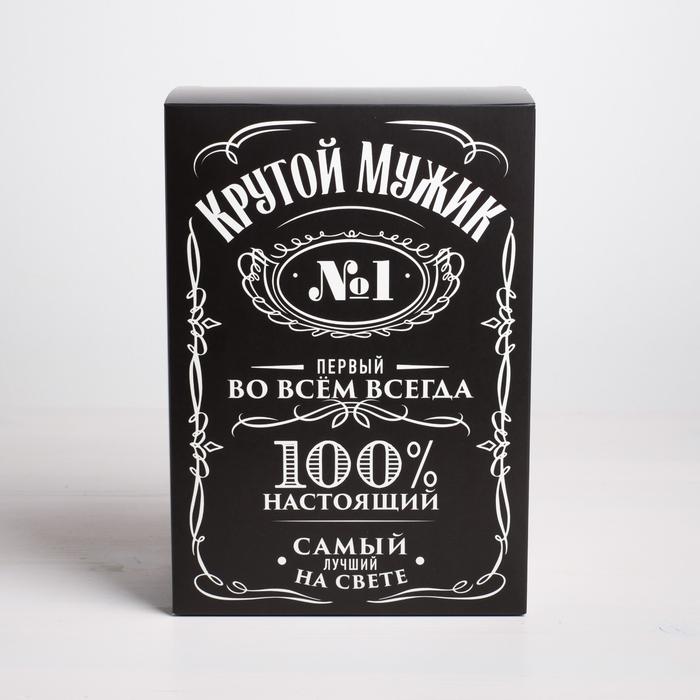 КРУТОЙ МУЖИК
№1
ПЕРВЫЙ
ВО ВСЁМ ВСЕГДА
100%
НАСТОЯЩИЙ
САМЫЙ
ЛУЧШИЙ
НА СВЕТЕ